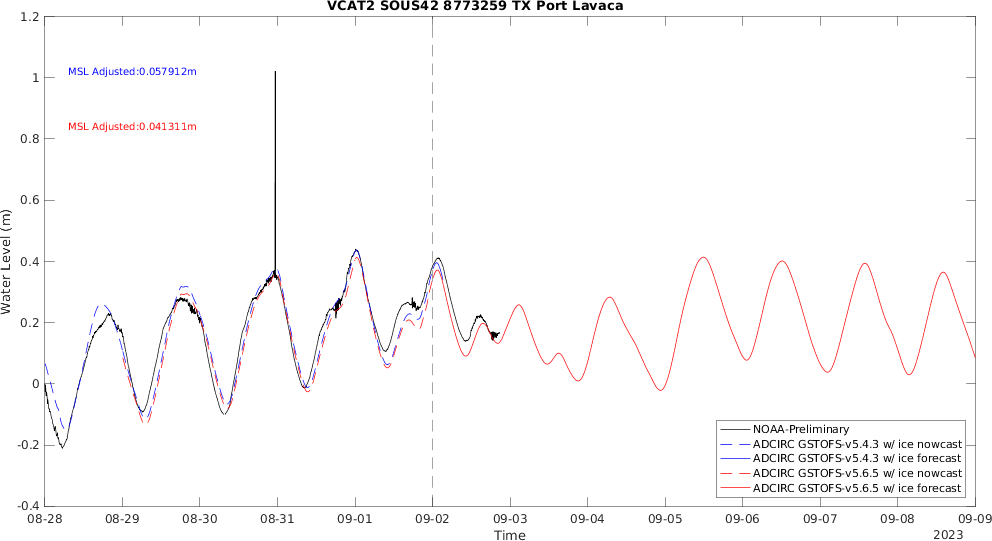 VCAT2 SOUS42 8773259 TX Port Lavaca
1.2
1
0.8
0.6
0.4
0.2
0
-0.2
-0.4
Water Level (m)
MSL Adjusted:0.057912m
MSL Adjusted:0.041311m
NOAA-Preliminary
ADCIRC GSTOFS-v5.4.3 w/ ice nowcast
ADCIRC GSTOFS-v5.4.3 w/ ice forecast
ADCIRC GSTOFS-v5.6.5 w/ ice nowcast
ADCIRC GSTOFS-v5.6.5 w/ ice forecast
08-28 08-29 08-30 08-31 09-01 09-02 09-03 09-04 09-05 09-06 09-07 09-08 09-09
Time
2023